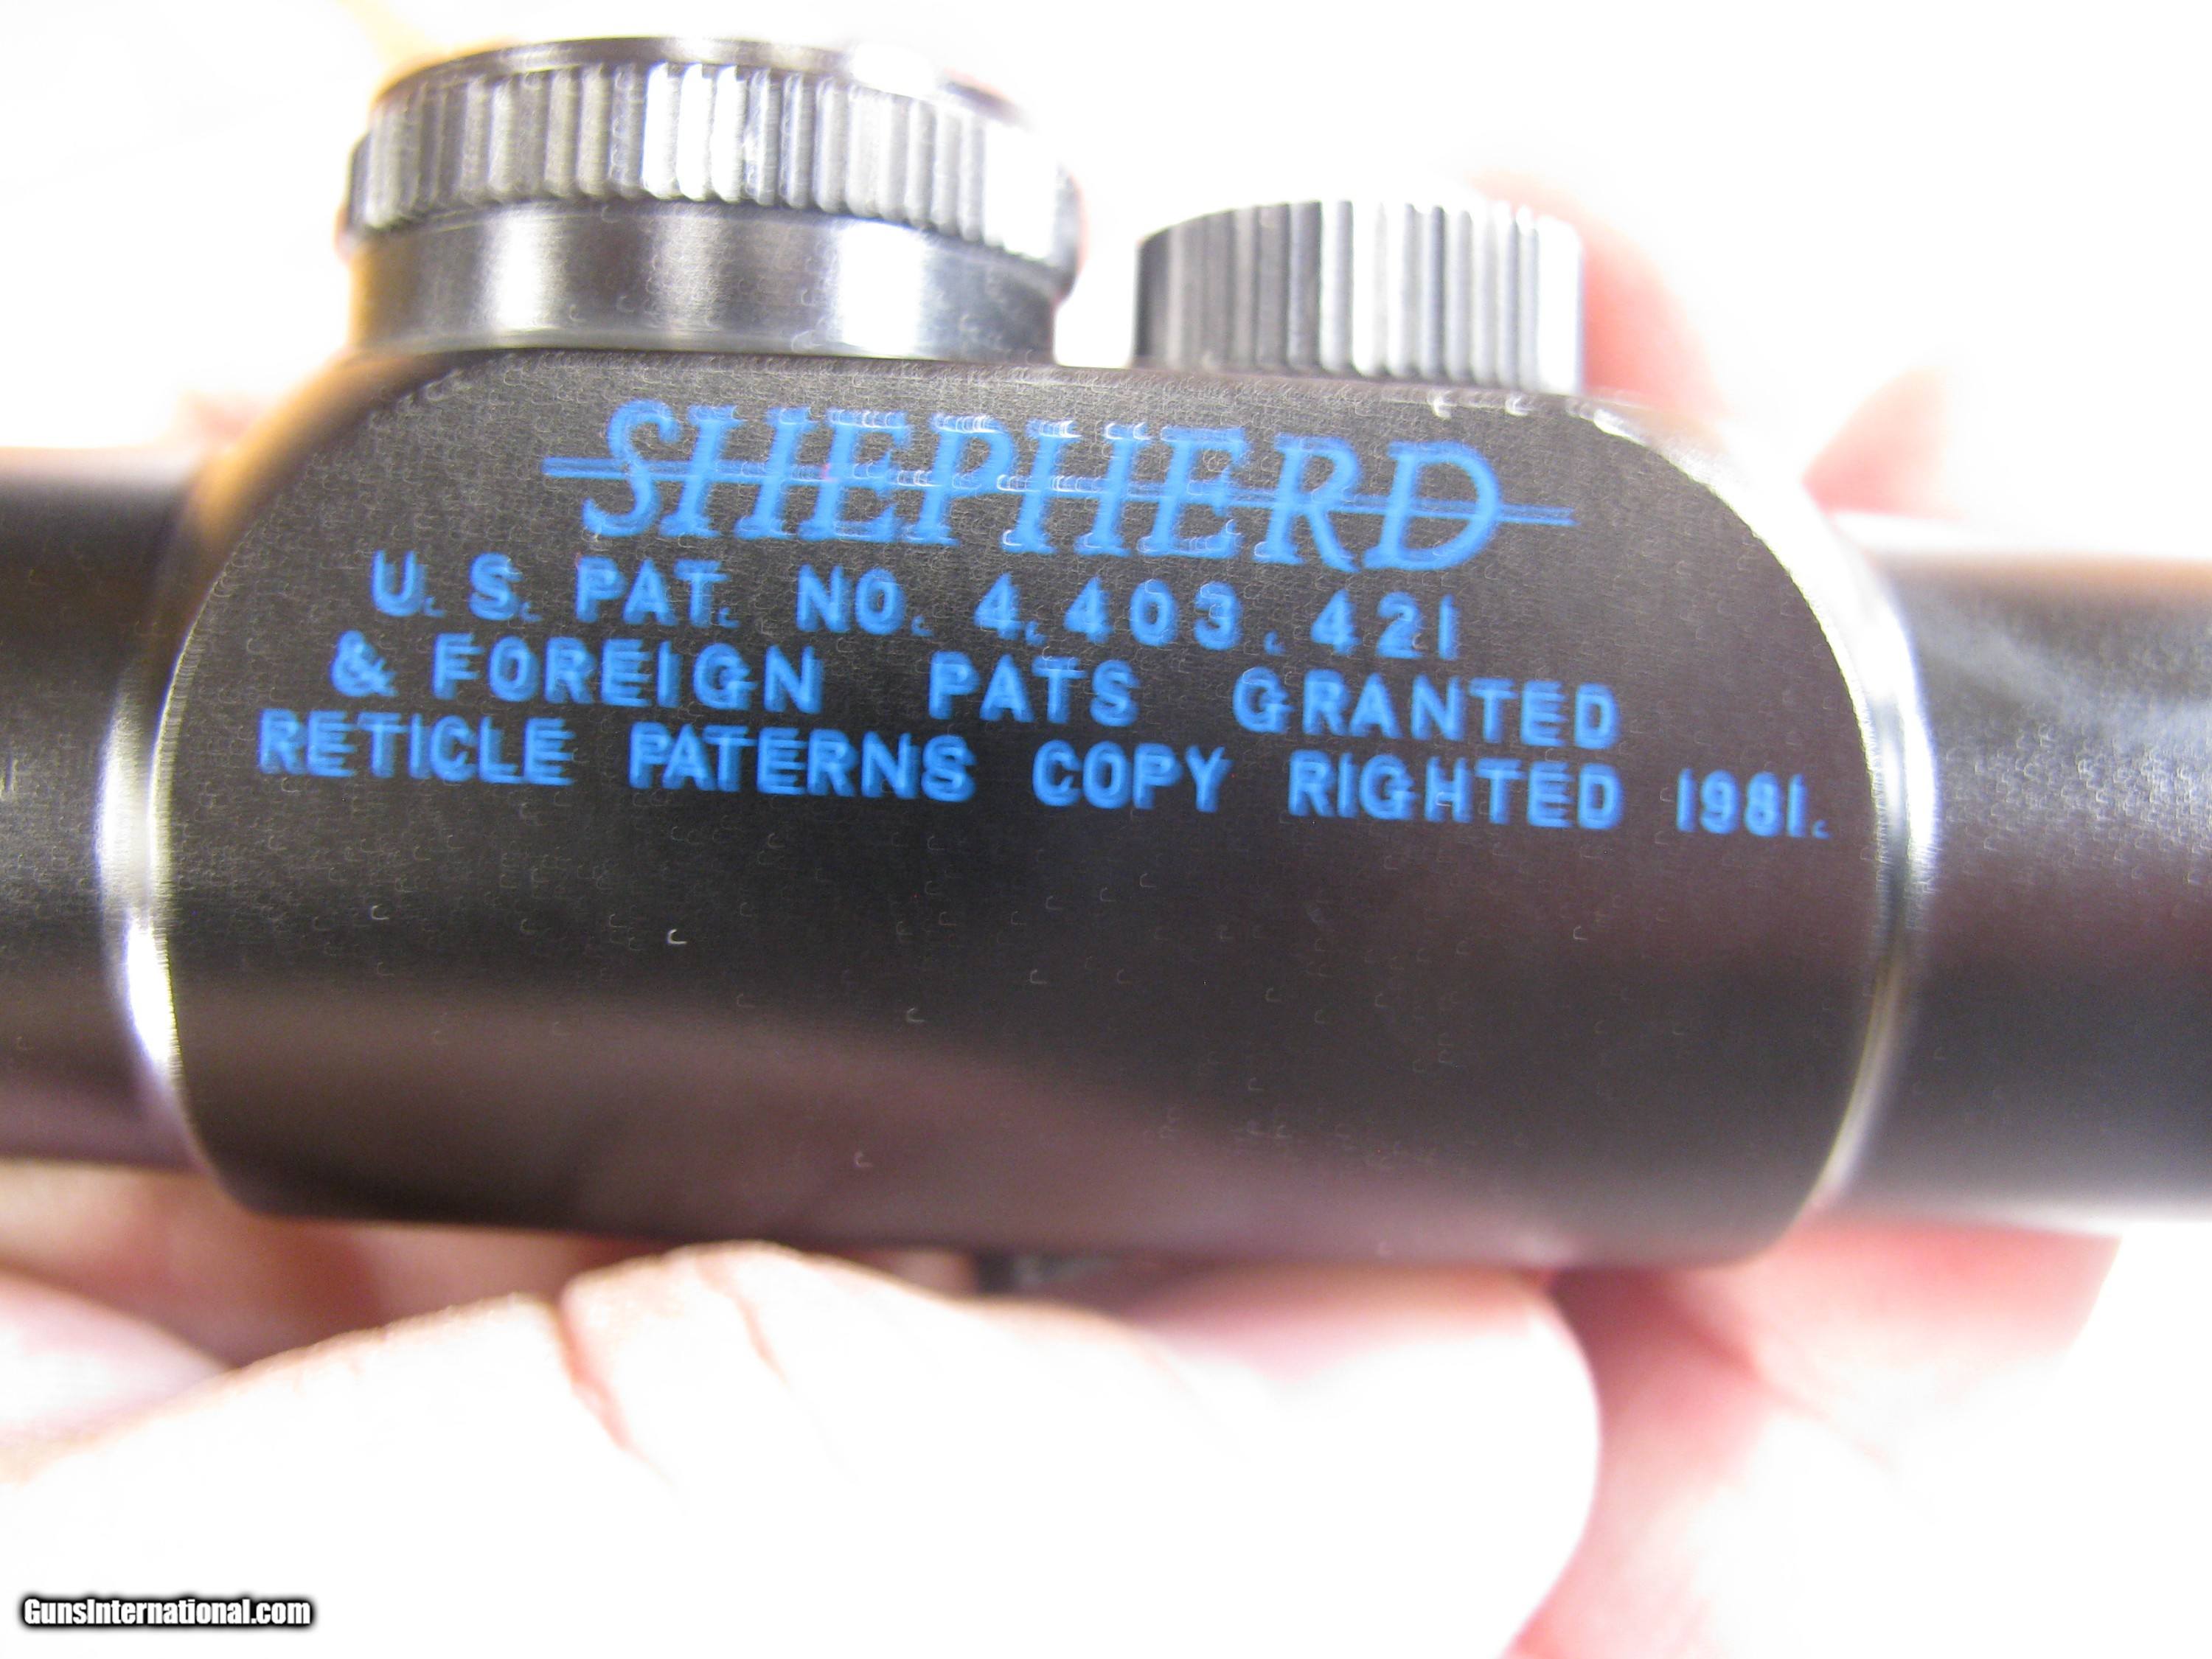 SHEPHERD
U. S. PAT. NO. 4.403.421
& FOREIGN PATS GRANTED
RETICLE PATERNS COPY RIGHTED 1981.
GunsInternational.com